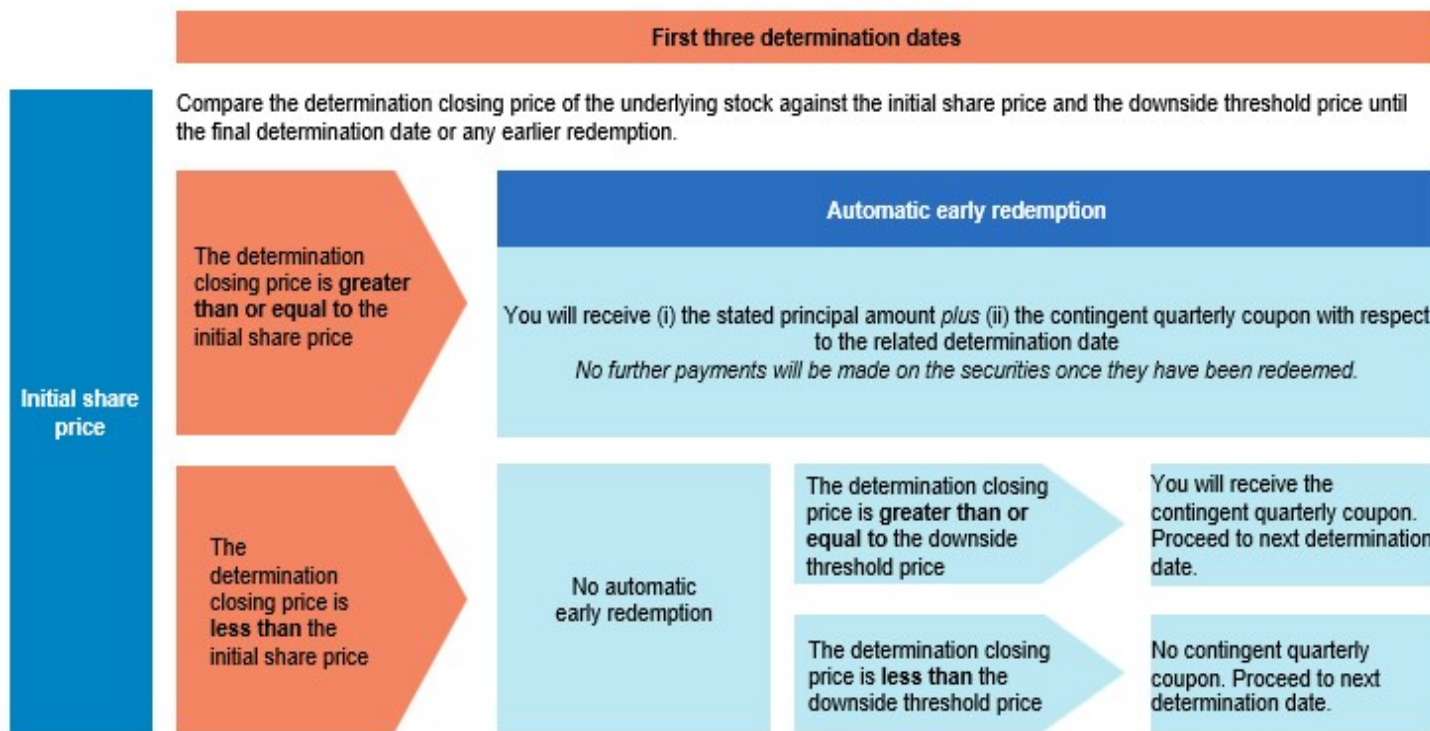 First three determination dates
Compare the determination closing price of the underlying stock against the initial share price and the downside threshold price until
the final determination date or any earlier redemption.
Initial share
price
The determination
closing price is greater
than or equal to the
initial share price
Automatic early redemption
You will receive (i) the stated principal amount plus (ii) the contingent quarterly coupon with respect
to the related determination date
No further payments will be made on the securities once they have been redeemed.
The
determination
closing price is
less than the
initial share price
No automatic
early redemption
The determination closing
price is greater than or
equal to the downside
threshold price
You will receive the
contingent quarterly coupon.
Proceed to next determination
date.
The determination closing
price is less than the
downside threshold price
No contingent quarterly
coupon. Proceed to next
determination date.